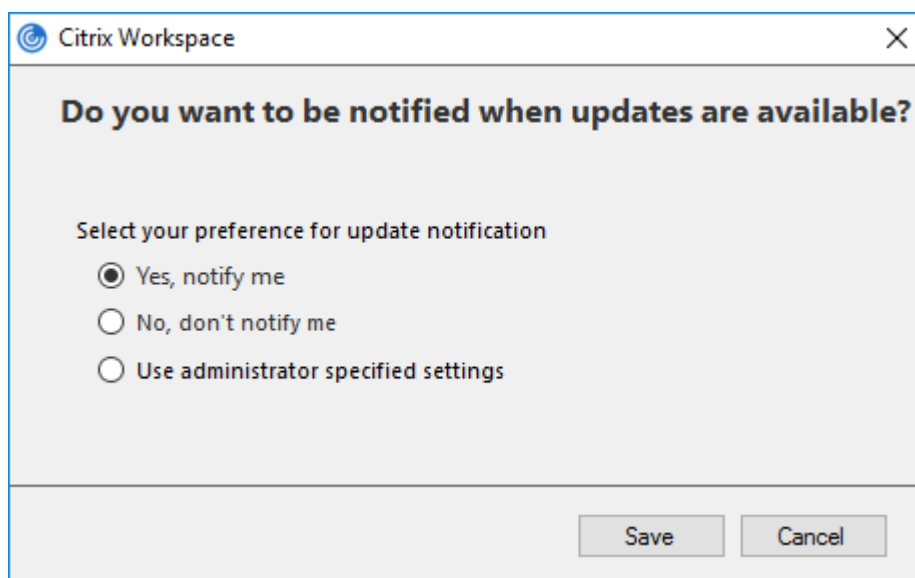 Citrix Workspace
Do you want to be notified when updates are available?
Select your preference for update notification
Yes, notify me
No, don't notify me
Use administrator specified settings
Save
Cancel